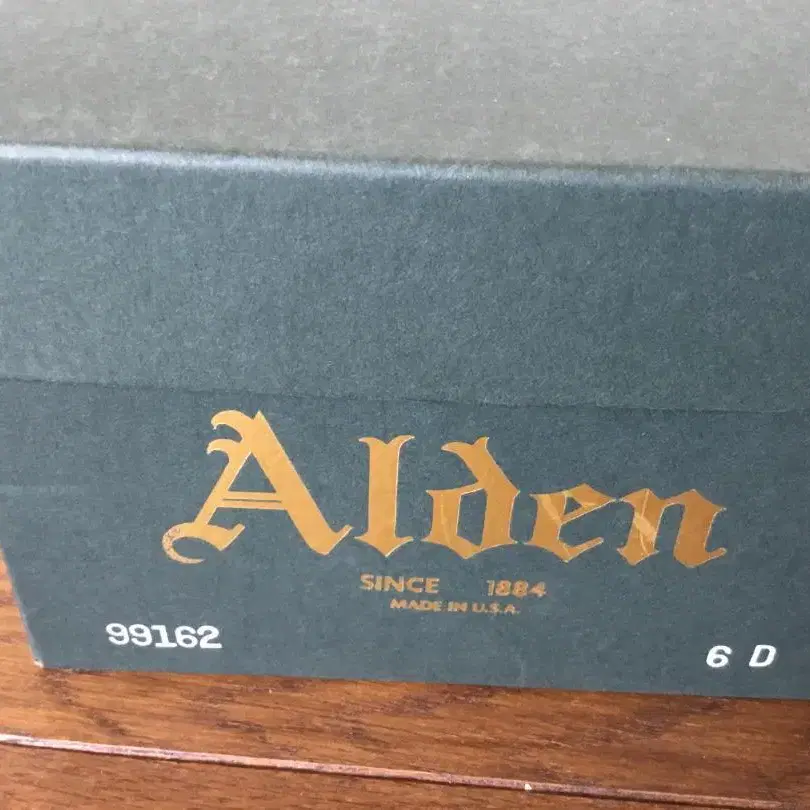 Alden
SINCE 1884
MADE IN U.S.A.
99162
6 D